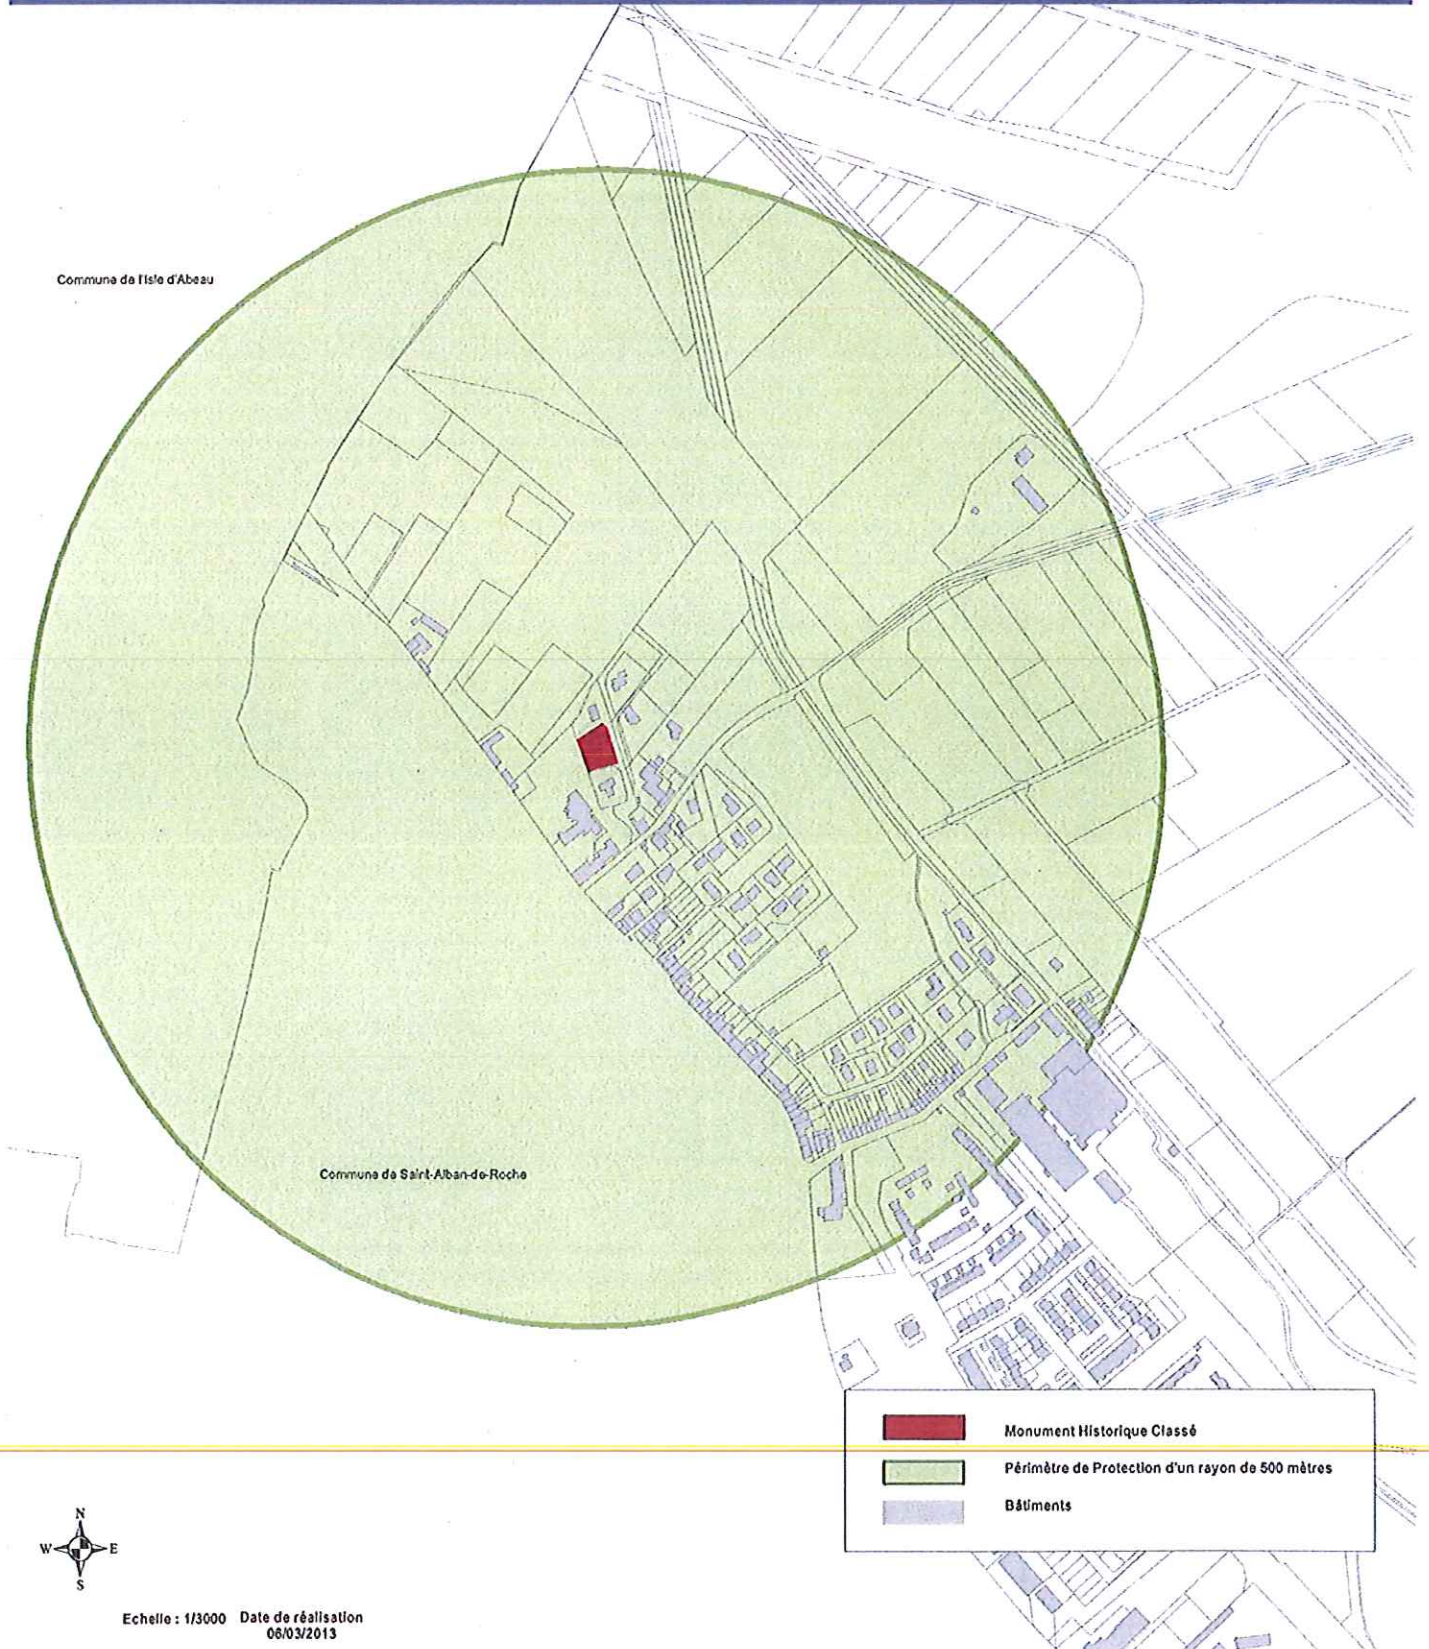 Commune de l'Isle d'Abeau
Commune de Saint-Alban-de-Roche
Monument Historique Classé
Périmètre de Protection d'un rayon de 500 mètres
Bâtiments
N
W E
S
Echelle : 1/3000 Date de réalisation
06/03/2013